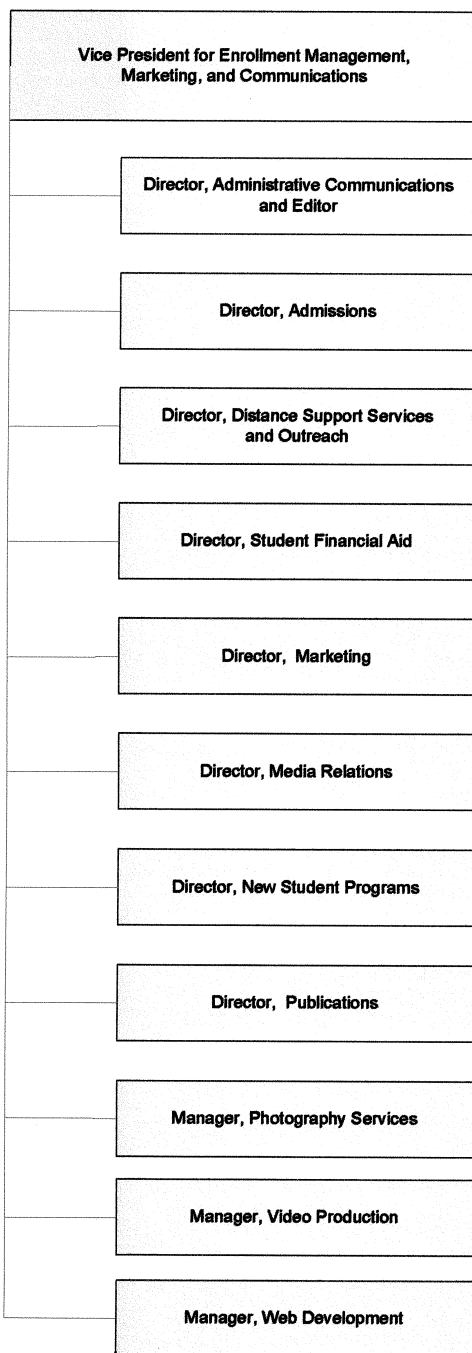 Vice President for Enrollment Management,
Marketing, and Communications
Director, Administrative Communications
and Editor
Director, Admissions
Director, Distance Support Services
and Outreach
Director, Student Financial Aid
Director, Marketing
Director, Media Relations
Director, New Student Programs
Director, Publications
Manager, Photography Services
Manager, Video Production
Manager, Web Development